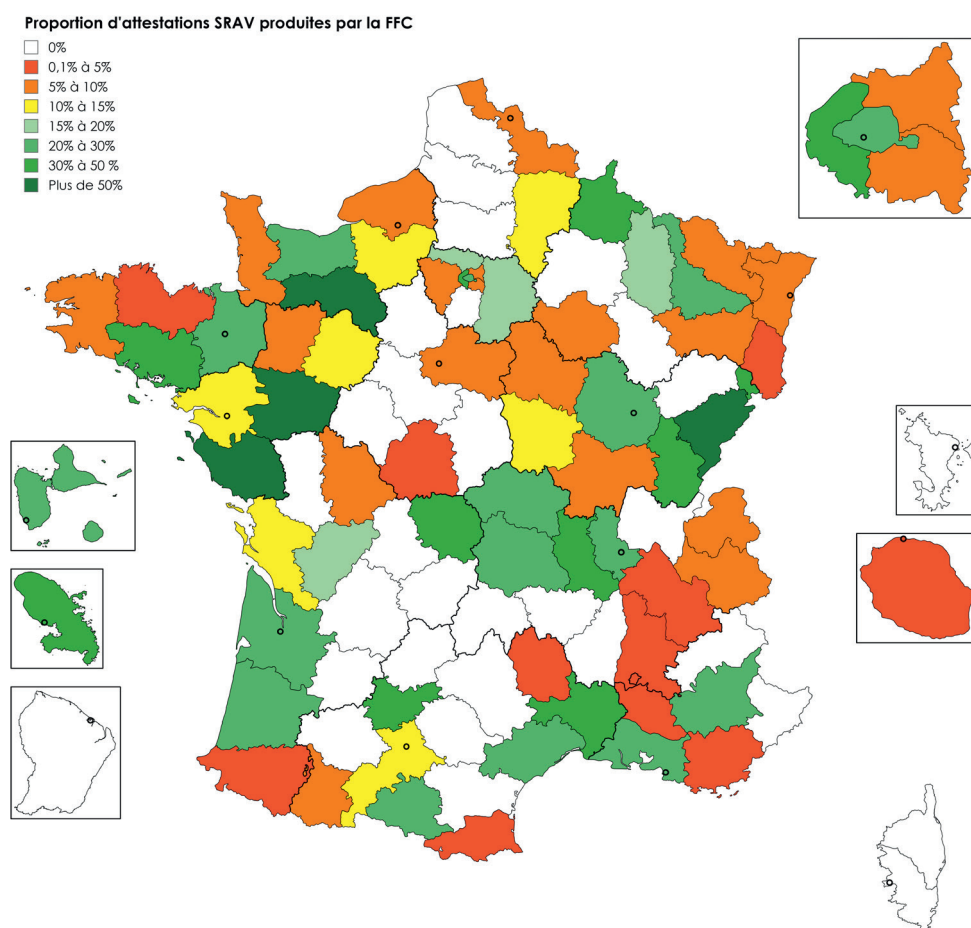 Proportion d'attestations SRAV produites par la FFC
0%
0,1% à 5%
5% à 10%
10% à 15%
15% à 20%
20% à 30%
30% à 50 %
Plus de 50%